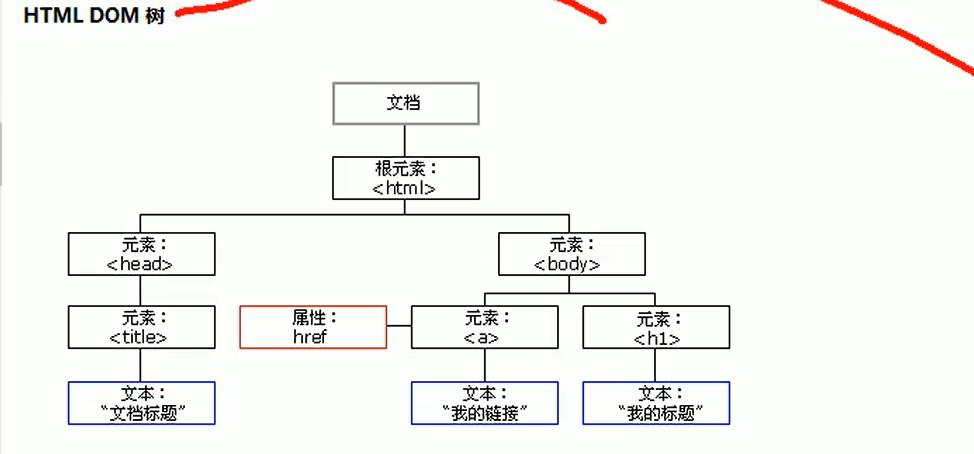 HTML DOM 树
文档
根元素：
<html>
元素：
<head>
元素：
<body>
元素：
<title>
属性：
href
元素：
<a>
元素：
<h1>
文本：
“文档标题”
文本：
“我的链接”
文本：
“我的标题”